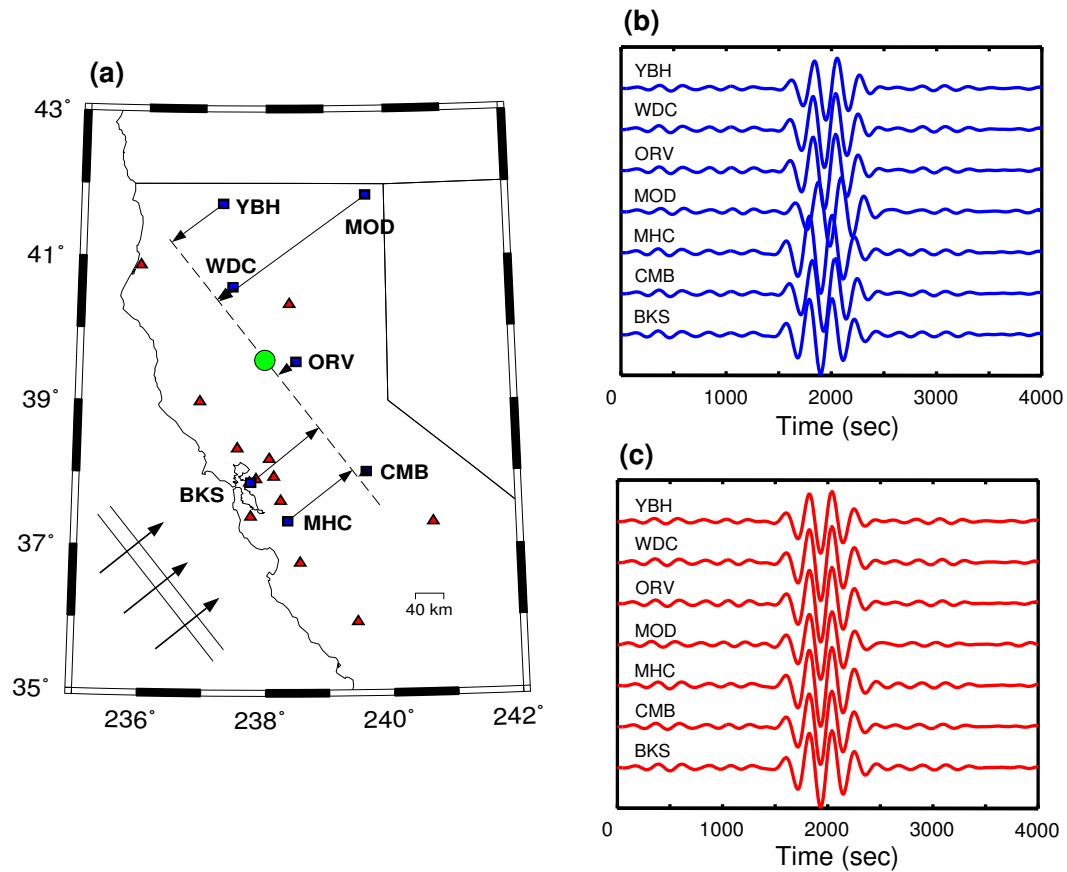 (a)
43˚
41˚
39˚
37˚
35˚
236˚
238˚
240˚
242˚
YBH
MOD
WDC
ORV
CMB
BKS
MHC
40 km
(b)
YBH
WDC
ORV
MOD
MHC
CMB
BKS
0 1000 2000 3000 4000
Time (sec)
(c)
YBH
WDC
ORV
MOD
MHC
CMB
BKS
0 1000 2000 3000 4000
Time (sec)